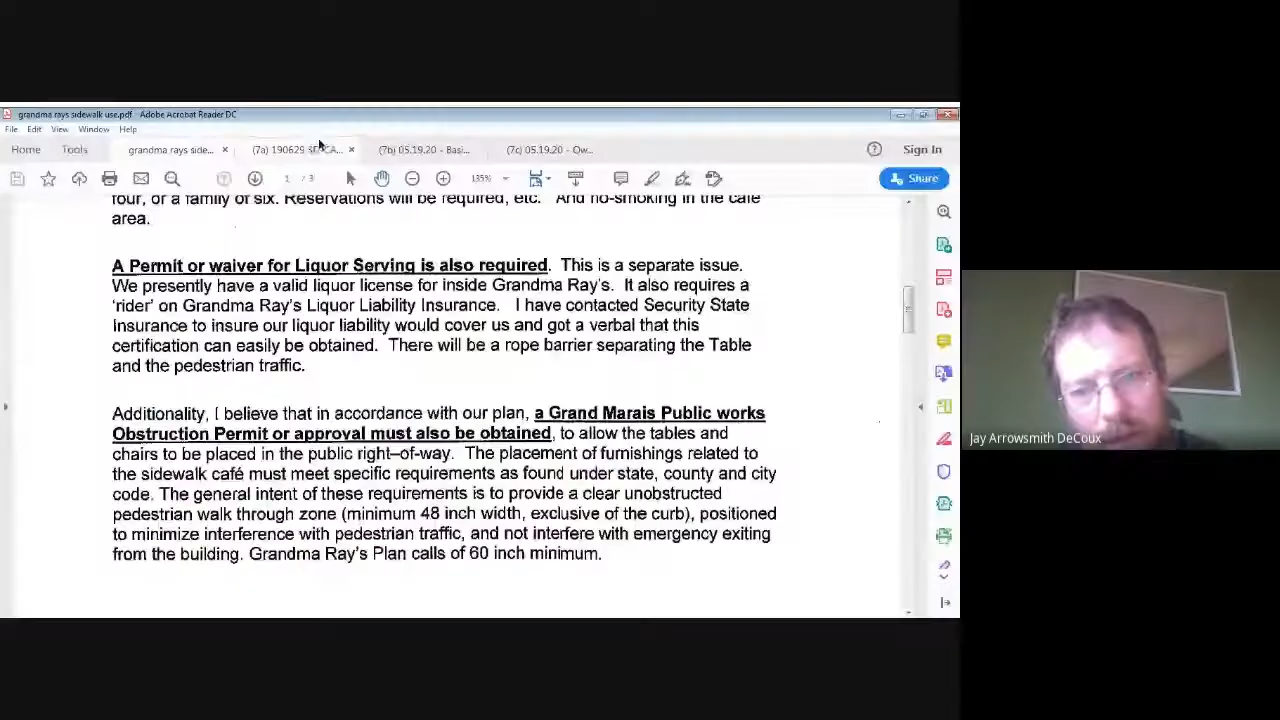 grandma rays sidewalk use.pdf - Adobe Acrobat Reader DC
File Edit View Window Help
Home Tools grandma rays side... (7a) 190629 (7b) 05.19.20 - Basi... (7c) 05.19.20 - Ow... Sign In
1 / 3 135% Share
four, or a family of six. Reservations will be required, etc. And no-smoking in the café
area.
A Permit or waiver for Liquor Serving is also required. This is a separate issue.
We presently have a valid liquor license for inside Grandma Ray's. It also requires a
'rider' on Grandma Ray's Liquor Liability Insurance. I have contacted Security State
Insurance to insure our liquor liability would cover us and got a verbal that this
certification can easily be obtained. There will be a rope barrier separating the Table
and the pedestrian traffic.
Additionality, I believe that in accordance with our plan, a Grand Marais Public works
Obstruction Permit or approval must also be obtained, to allow the tables and
chairs to be placed in the public right–of-way. The placement of furnishings related to
the sidewalk café must meet specific requirements as found under state, county and city
code. The general intent of these requirements is to provide a clear unobstructed
pedestrian walk through zone (minimum 48 inch width, exclusive of the curb), positioned
to minimize interference with pedestrian traffic, and not interfere with emergency exiting
from the building. Grandma Ray's Plan calls of 60 inch minimum.
Jay Arrowsmith DeCoux